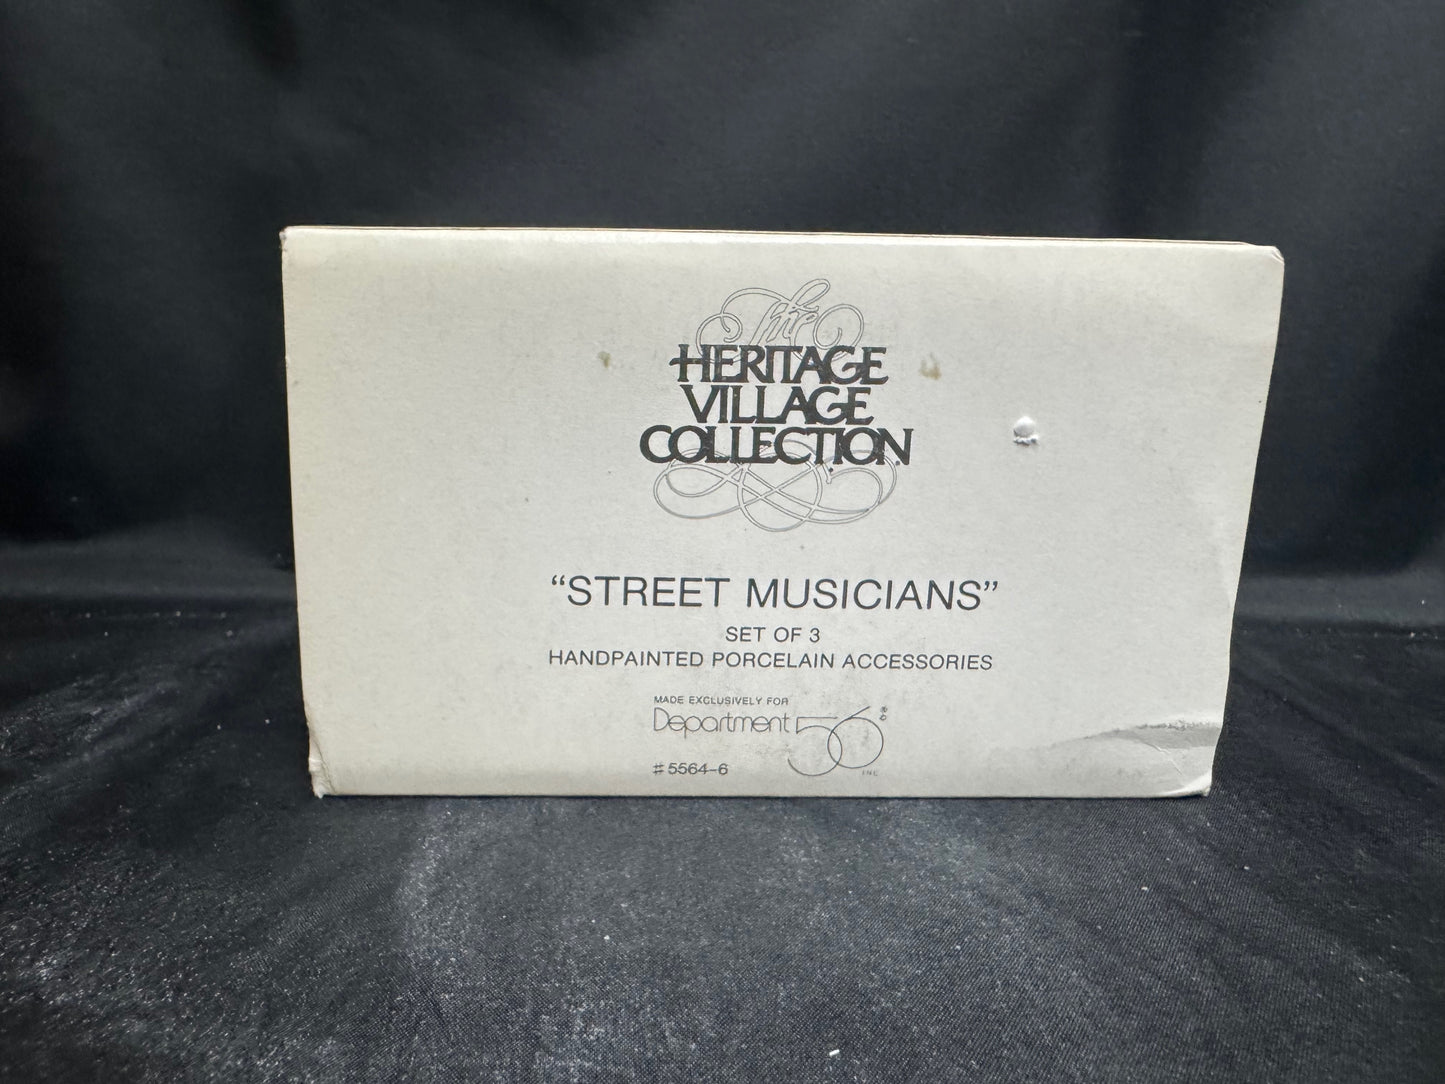 The
HERITAGE
VILLAGE
COLLECTION
“STREET MUSICIANS”
SET OF 3
HANDPAINTED PORCELAIN ACCESSORIES
MADE EXCLUSIVELY FOR
Department 56 ®©
INC
#5564-6